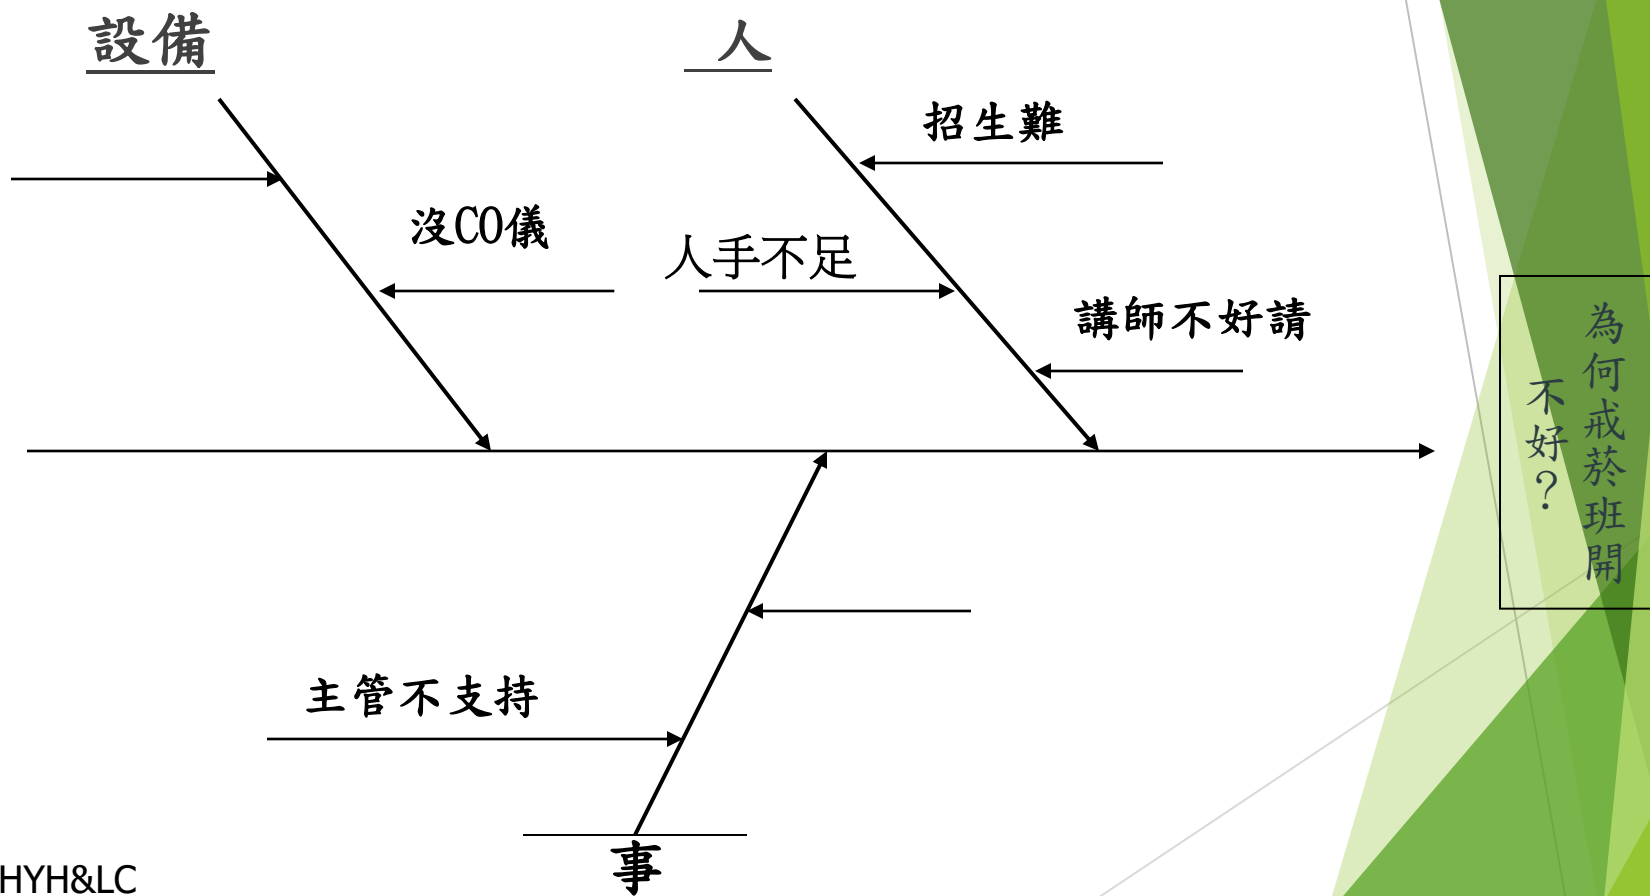 設備
人
招生難
沒CO儀
人手不足
講師不好請
為何戒菸班開
不好？
主管不支持
事
HYH&LC